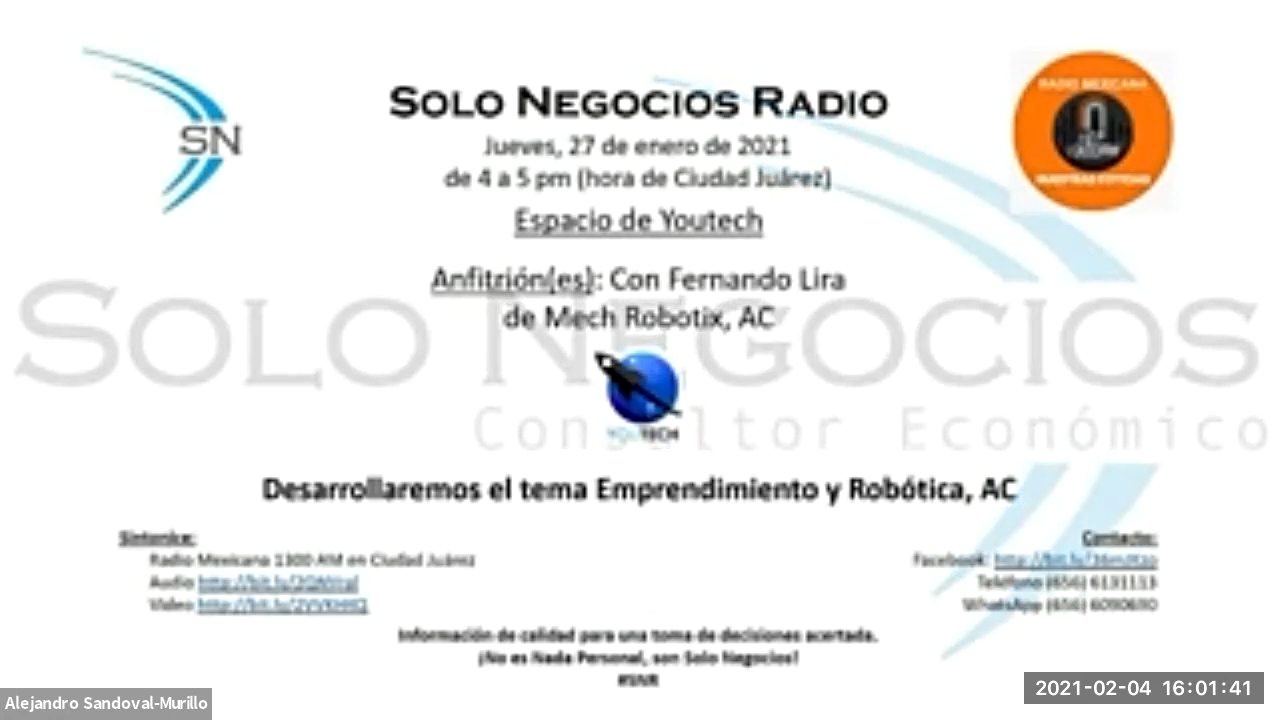 SN
SOLO NEGOCIOS RADIO
RADIO MEXICANA
Jueves, 27 de enero de 2021
de 4 a 5 pm (hora de Ciudad Juárez)
Espacio de Youtech
Anfitrión(es): Con Fernando Lira
de Mech Robotix, AC
SOLO NEGOCIOS
Consultor Económico
YOUTECH
Desarrollaremos el tema Emprendimiento y Robótica, AC
Sintonice:
Radio Mexicana 1300 AM en Ciudad Juárez
Audio
Video
Contacto:
Facebook:
Teléfono (656) 6131113
WhatsApp (656)
Información de calidad para una toma de decisiones acertada.
¡No es Nada Personal, son Solo Negocios!
#SNR
Alejandro Sandoval-Murillo
2021-02-04 16:01:41